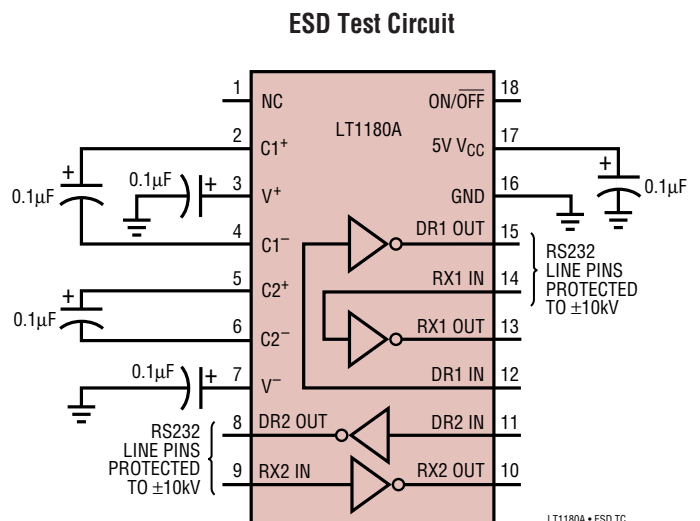 ESD Test Circuit
1
NC
18
ON/O̅F̅F̅
LT1180A
2
C1+
17
5V VCC
+
0.1µF
0.1µF
+
3
V+
16
GND
+
0.1µF
4
C1–
15
DR1 OUT
14
RX1 IN
RS232
LINE PINS
PROTECTED
TO ±10kV
5
C2+
+
0.1µF
6
C2–
13
RX1 OUT
0.1µF
+
7
V–
12
DR1 IN
8
DR2 OUT
11
DR2 IN
RS232
LINE PINS
PROTECTED
TO ±10kV
9
RX2 IN
10
RX2 OUT
LT1180A • ESD TC